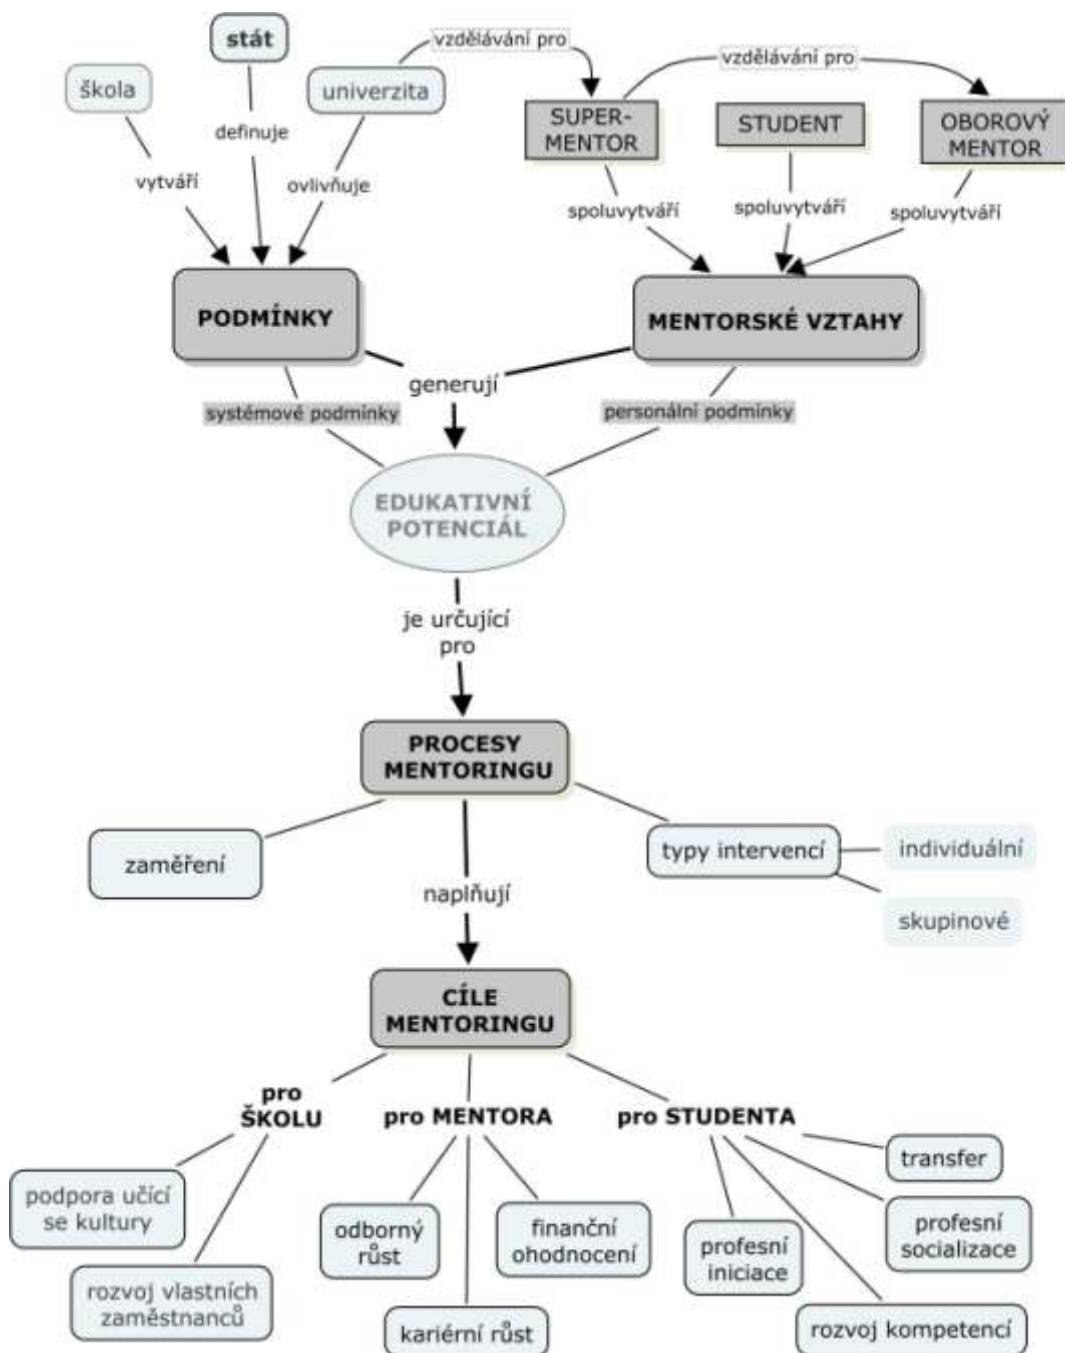 stát
vzdělávání pro
vzdělávání pro
škola
univerzita
SUPER-
MENTOR
STUDENT
OBOROVÝ
MENTOR
definuje
vytváří
ovlivňuje
spoluvytváří
spoluvytváří
spoluvytváří
PODMÍNKY
MENTORSKÉ VZTAHY
generují
systémové podmínky
personální podmínky
EDUKATIVNÍ
POTENCIÁL
je určující
pro
PROCESY
MENTORINGU
zaměření
typy intervencí
individuální
skupinové
naplňují
CÍLE
MENTORINGU
pro
ŠKOLU
pro MENTORA
pro STUDENTA
transfer
podpora učící
se kultury
odborný
růst
finanční
ohodnocení
profesní
iniciace
profesní
socializace
rozvoj vlastních
zaměstnanců
kariérní růst
rozvoj kompetencí